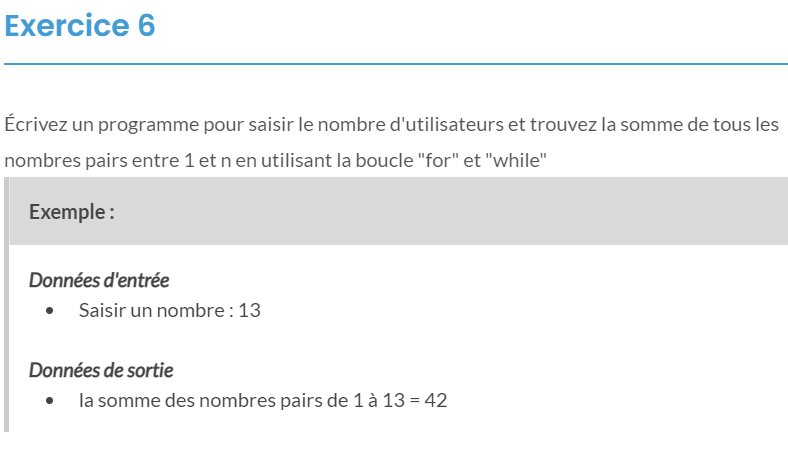 Exercice 6
Écrivez un programme pour saisir le nombre d'utilisateurs et trouvez la somme de tous les
nombres pairs entre 1 et n en utilisant la boucle "for" et "while"
Exemple :
Données d'entrée
• Saisir un nombre : 13
Données de sortie
• la somme des nombres pairs de 1 à 13 = 42